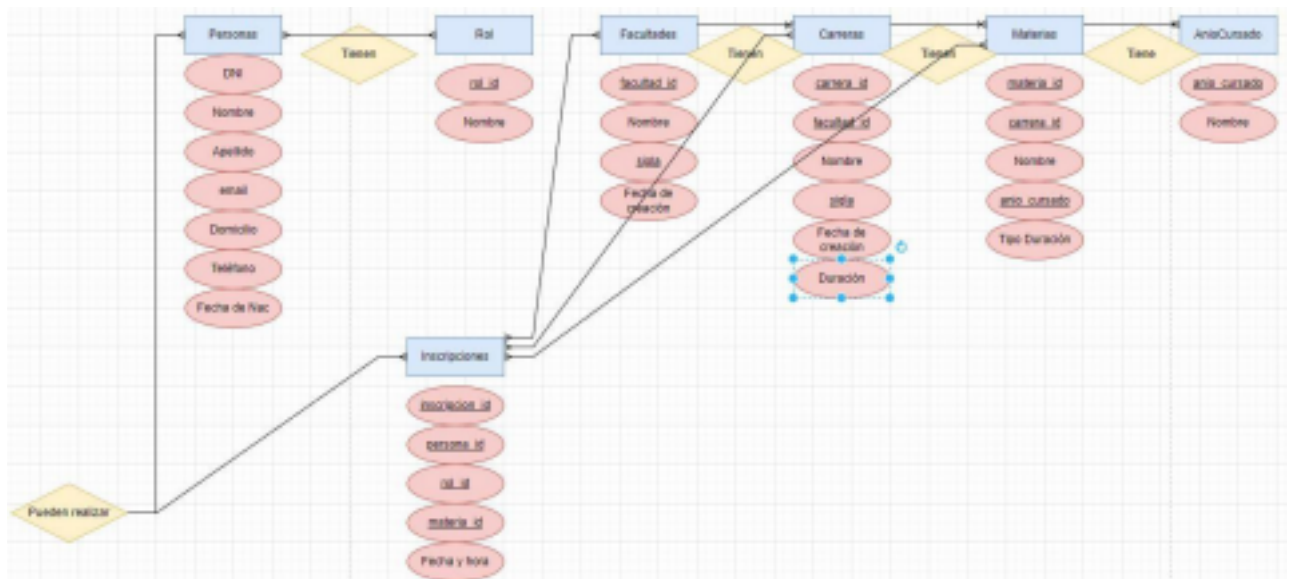 Personas
Rol
Facultades
Carreras
Materias
AnioCursado
Tienen
Tienen
Tienen
Tiene
DNI
Nombre
Apellido
email
Domicilio
Teléfono
Fecha de Nac
rol_id
Nombre
facultad_id
Nombre
sigla
Fecha de
creación
carrera_id
facultad_id
Nombre
sigla
Fecha de
creación
Duración
materia_id
carrera_id
Nombre
anio_cursado
Tipo Duración
anio_cursado
Nombre
Inscripciones
inscripcion_id
persona_id
rol_id
materia_id
Fecha y hora
Pueden realizar